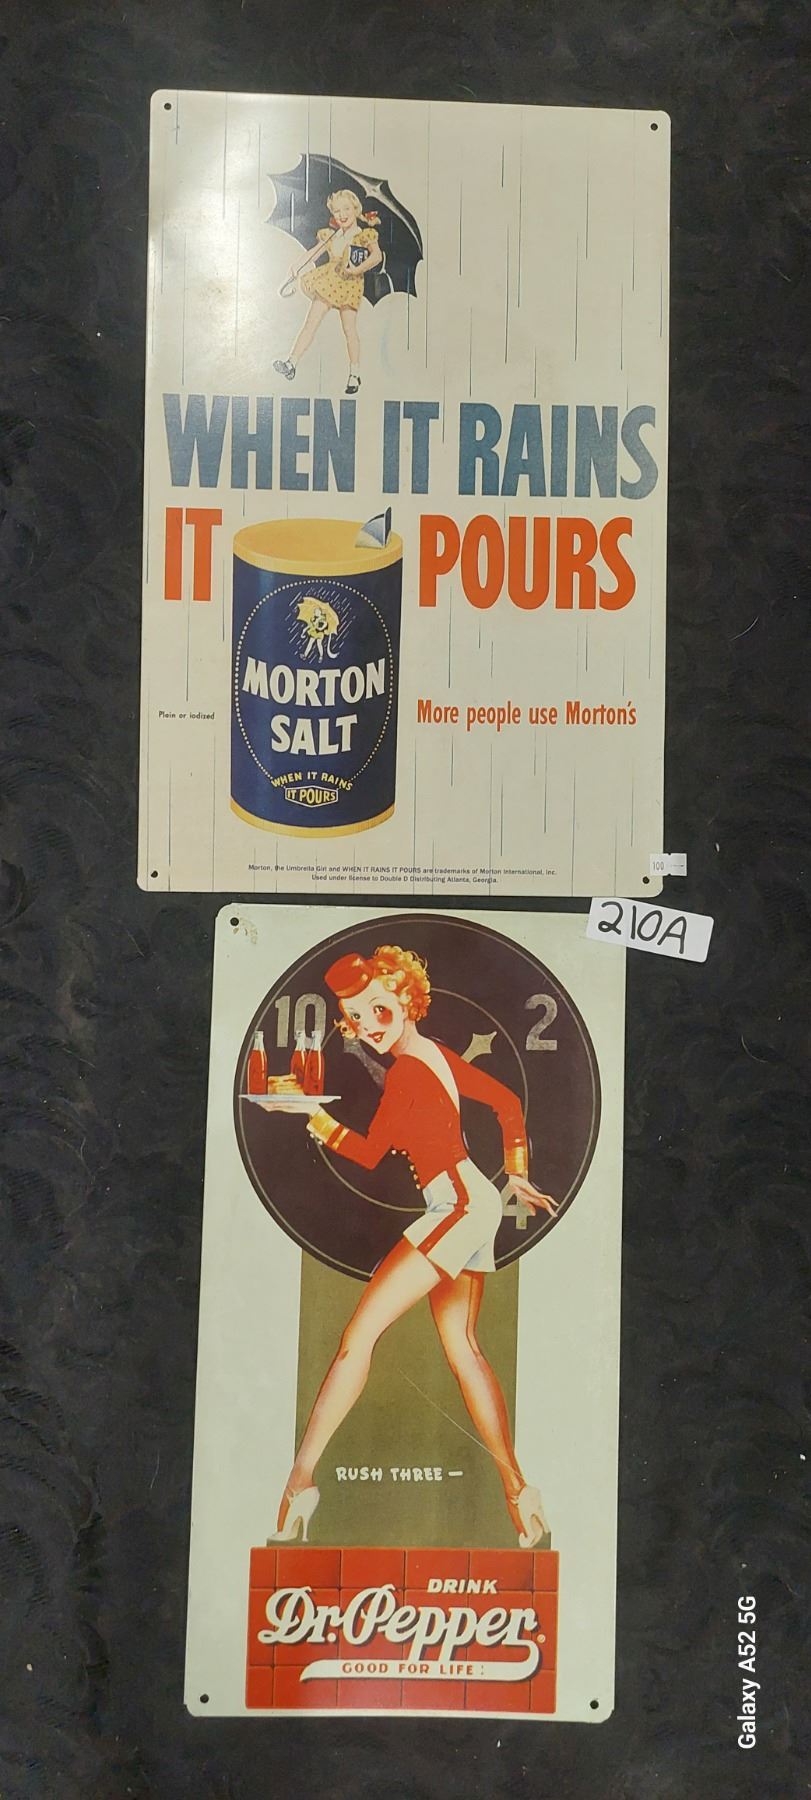 WHEN IT RAINS
IT POURS
MORTON
SALT
WHEN IT RAINS
IT POURS
Plain or iodized
More people use Morton's
Morton, the Umbrella Girl and WHEN IT RAINS IT POURS are trademarks of Morton International, Inc.
Used under license to Double D Distributing Atlanta, Georgia.
100
210A
10
2
4
RUSH THREE —
DRINK
Dr. Pepper®
GOOD FOR LIFE!
Galaxy A52 5G